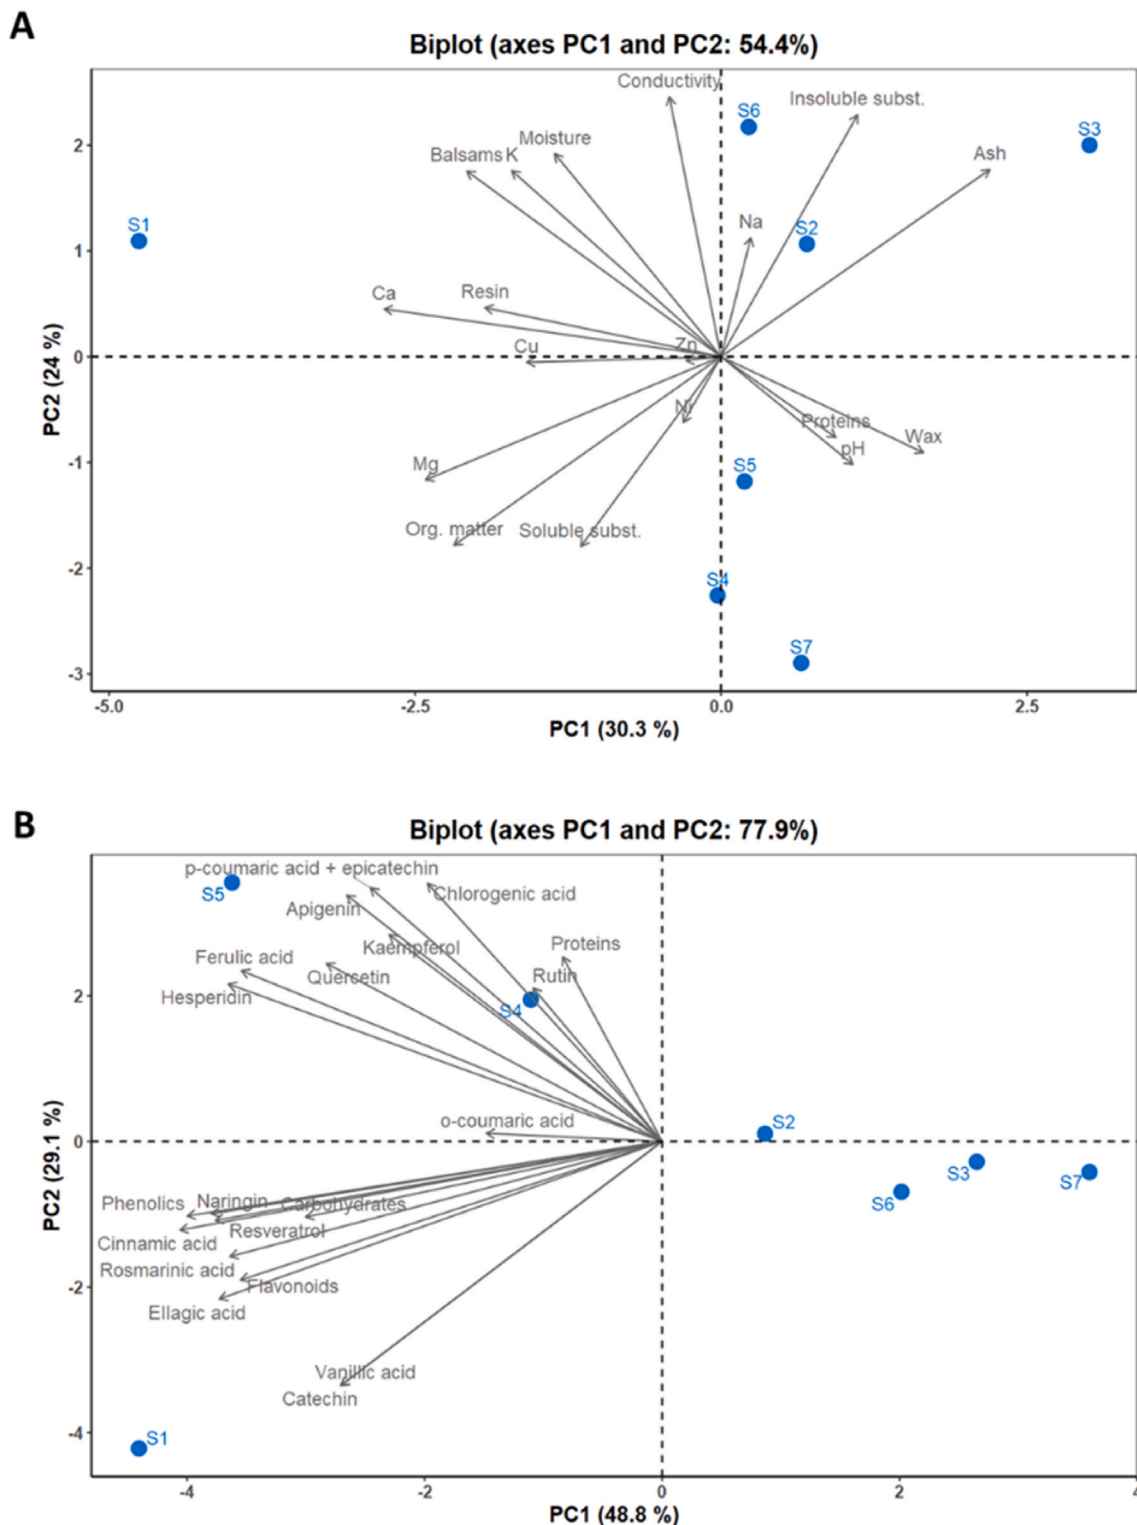 A
Biplot (axes PC1 and PC2: 54.4%)
Conductivity
Insoluble subst.
S6
S3
2
Moisture
Balsams K
Ash
S1
Na
S2
1
Ca
Resin
Cu
Zn
0
Ni
Proteins
Wax
pH
Mg
S5
-1
Org. matter
Soluble subst.
-2
S4
S7
-3
PC2 (24 %)
-5.0
-2.5
0.0
2.5
PC1 (30.3 %)
B
Biplot (axes PC1 and PC2: 77.9%)
p-coumaric acid + epicatechin
S5
Chlorogenic acid
Apigenin
Kaempferol
Proteins
Ferulic acid
Quercetin
Rutin
Hesperidin
2
S4
o-coumaric acid
S2
0
S3
S7
S6
Phenolics
Naringin
Carbohydrates
Resveratrol
Cinnamic acid
Rosmarinic acid
Flavonoids
-2
Ellagic acid
Vanillic acid
Catechin
-4
S1
PC2 (29.1 %)
-4
-2
0
2
4
PC1 (48.8 %)